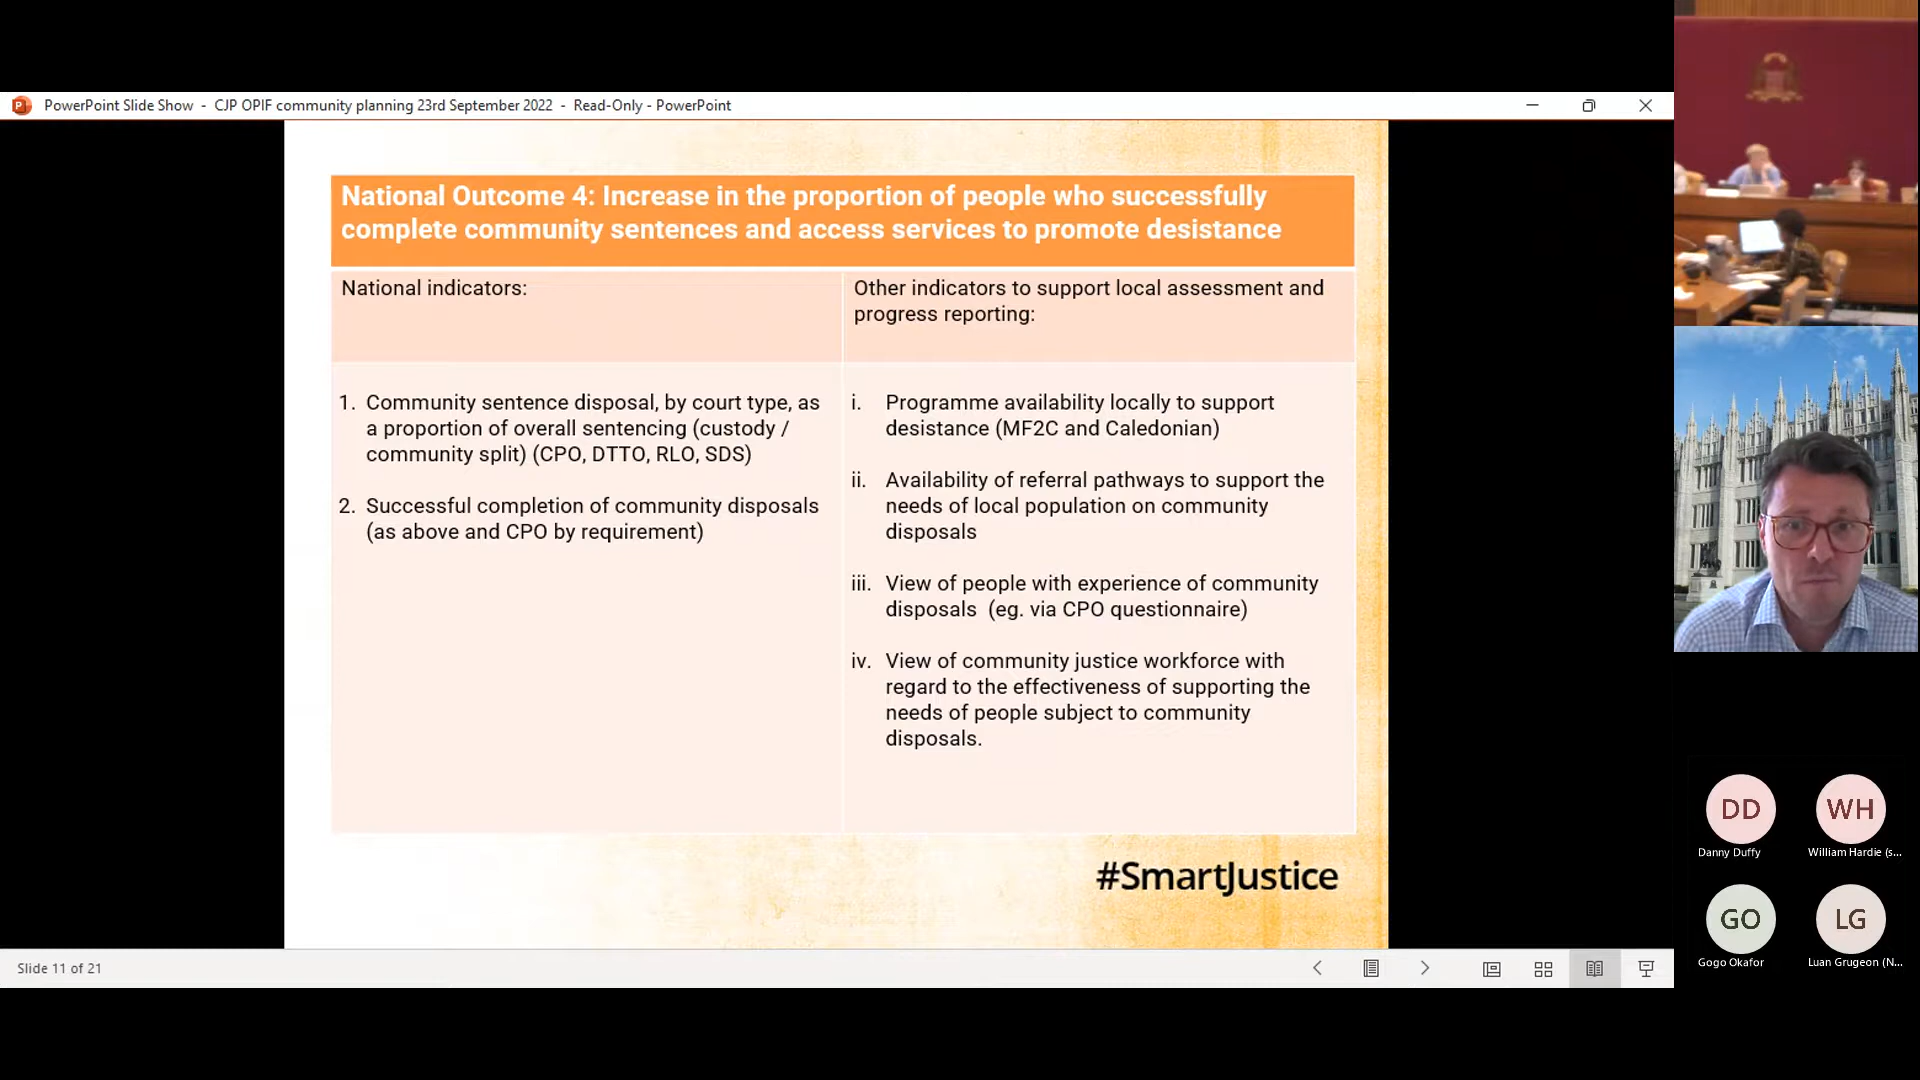 PowerPoint Slide Show - CJP OPIF community planning 23rd September 2022 - Read-Only - PowerPoint
National Outcome 4: Increase in the proportion of people who successfully
complete community sentences and access services to promote desistance
National indicators:
Other indicators to support local assessment and
progress reporting:
1. Community sentence disposal, by court type, as
a proportion of overall sentencing (custody /
community split) (CPO, DTTO, RLO, SDS)
2. Successful completion of community disposals
(as above and CPO by requirement)
i. Programme availability locally to support
desistance (MF2C and Caledonian)
ii. Availability of referral pathways to support the
needs of local population on community
disposals
iii. View of people with experience of community
disposals (eg. via CPO questionnaire)
iv. View of community justice workforce with
regard to the effectiveness of supporting the
needs of people subject to community
disposals.
#SmartJustice
Slide 11 of 21
DD
Danny Duffy
WH
William Hardie (s...
GO
Gogo Okafor
LG
Luan Grugeon (N...